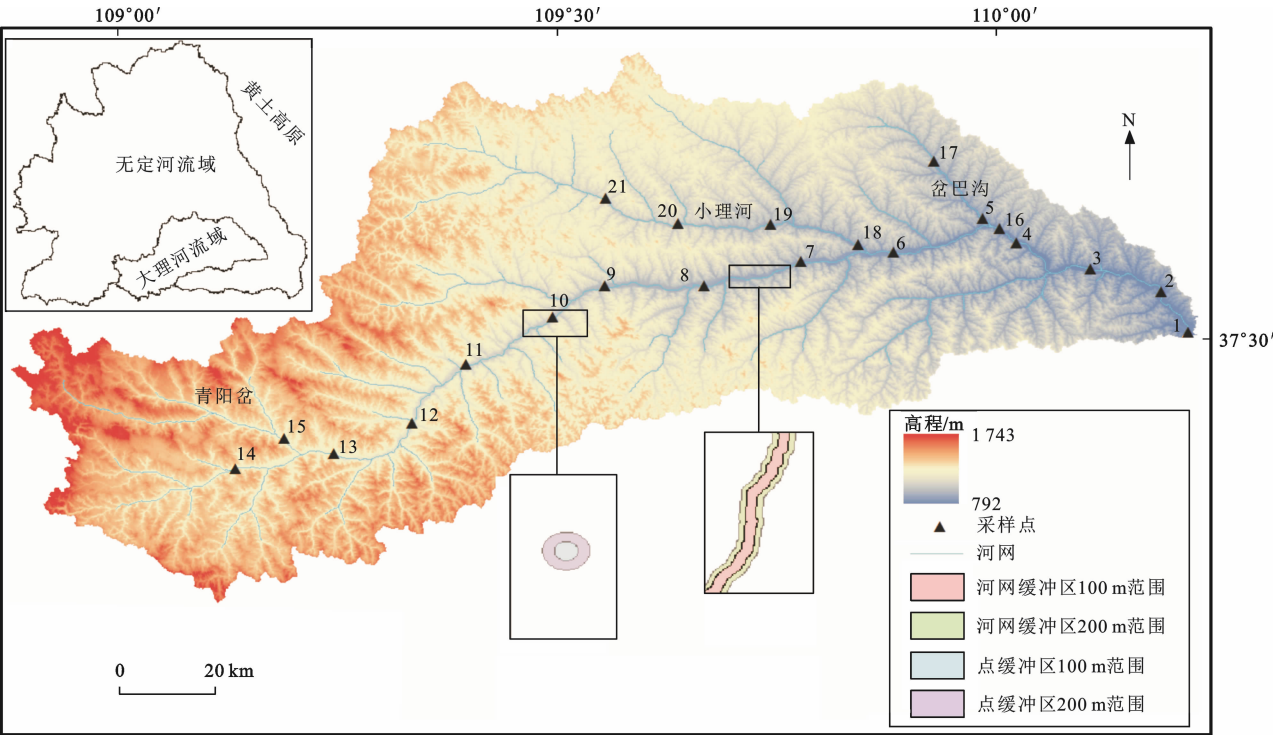 109°00′
109°30′
110°00′
黄土高原
无定河流域
大理河流域
N
17
岔巴沟
21
20
小理河
19
5
16
4
18
6
7
3
2
9
8
10
1
37°30′
11
青阳岔
12
15
13
14
高程/m
1 743
792
采样点
河网
河网缓冲区100 m范围
河网缓冲区200 m范围
点缓冲区100 m范围
点缓冲区200 m范围
0
20 km